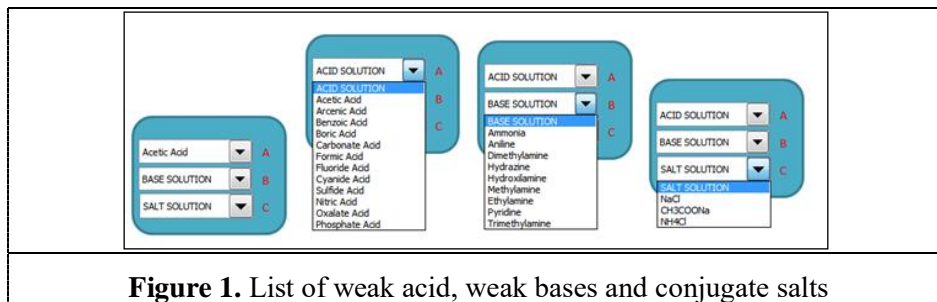 Acetic Acid A
BASE SOLUTION B
SALT SOLUTION C
ACID SOLUTION A
B
C
ACID SOLUTION
Acetic Acid
Arcenic Acid
Benzoic Acid
Boric Acid
Carbonate Acid
Formic Acid
Fluoride Acid
Cyanide Acid
Sulfide Acid
Nitric Acid
Oxalate Acid
Phosphate Acid
ACID SOLUTION A
BASE SOLUTION B
C
BASE SOLUTION
Ammonia
Aniline
Dimethylamine
Hydrazine
Hydroxilamine
Methylamine
Ethylamine
Pyridine
Trimethylamine
ACID SOLUTION A
BASE SOLUTION B
SALT SOLUTION C
SALT SOLUTION
NaCl
CH3COONa
NH4Cl
Figure 1. List of weak acid, weak bases and conjugate salts